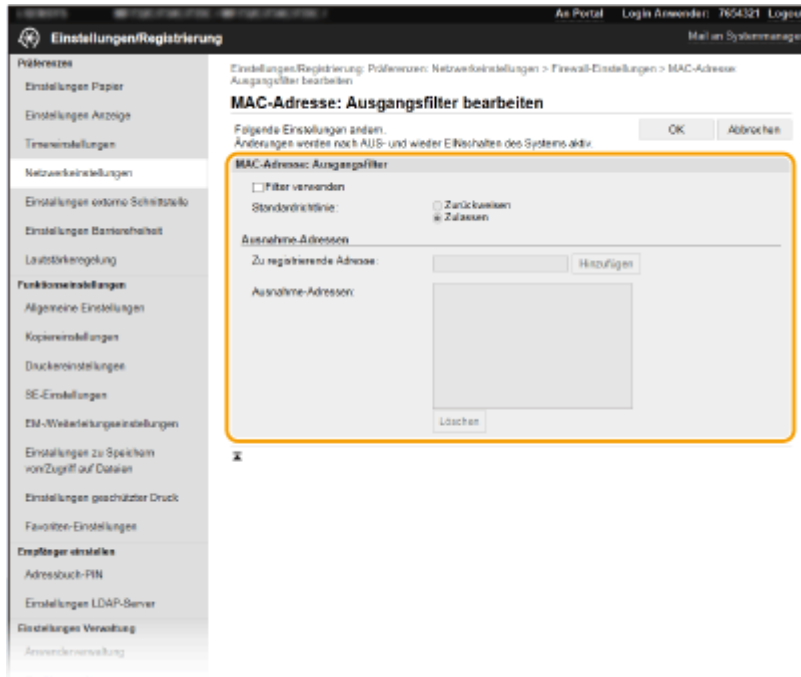 An Portal Login Anwender: 7654321 Logou
Einstellungen/Registrierung
Mail an Systemmanage
Präferenzen
Einstellungen Papier
Einstellungen Anzeige
Timereinstellungen
Netzwerkeinstellungen
Einstellungen externe Schnittstelle
Einstellungen Barrierefreiheit
Lautstärkeregelung
Funktionseinstellungen
Allgemeine Einstellungen
Kopiereinstellungen
Druckereinstellungen
SE-Einstellungen
EM-/Weiterleitungseinstellungen
Einstellungen zu Speichern
von/Zugriff auf Dateien
Einstellungen geschützter Druck
Favoriten-Einstellungen
Empfänger einstellen
Adressbuch-PIN
Einstellungen LDAP-Server
Einstellungen Verwaltung
Anwenderverwaltung
Einstellungen/Registrierung: Präferenzen: Netzwerkeinstellungen > Firewall-Einstellungen > MAC-Adresse:
Ausgangsfilter bearbeiten
MAC-Adresse: Ausgangsfilter bearbeiten
Folgende Einstellungen ändern.
Änderungen werden nach AUS- und wieder EINschalten des Systems aktiv.
OK Abbrechen
MAC-Adresse: Ausgangsfilter
Filter verwenden
Standardrichtlinie:
Zurückweisen
Zulassen
Ausnahme-Adressen
Zu registrierende Adresse: Hinzufügen
Ausnahme-Adressen:
Löschen